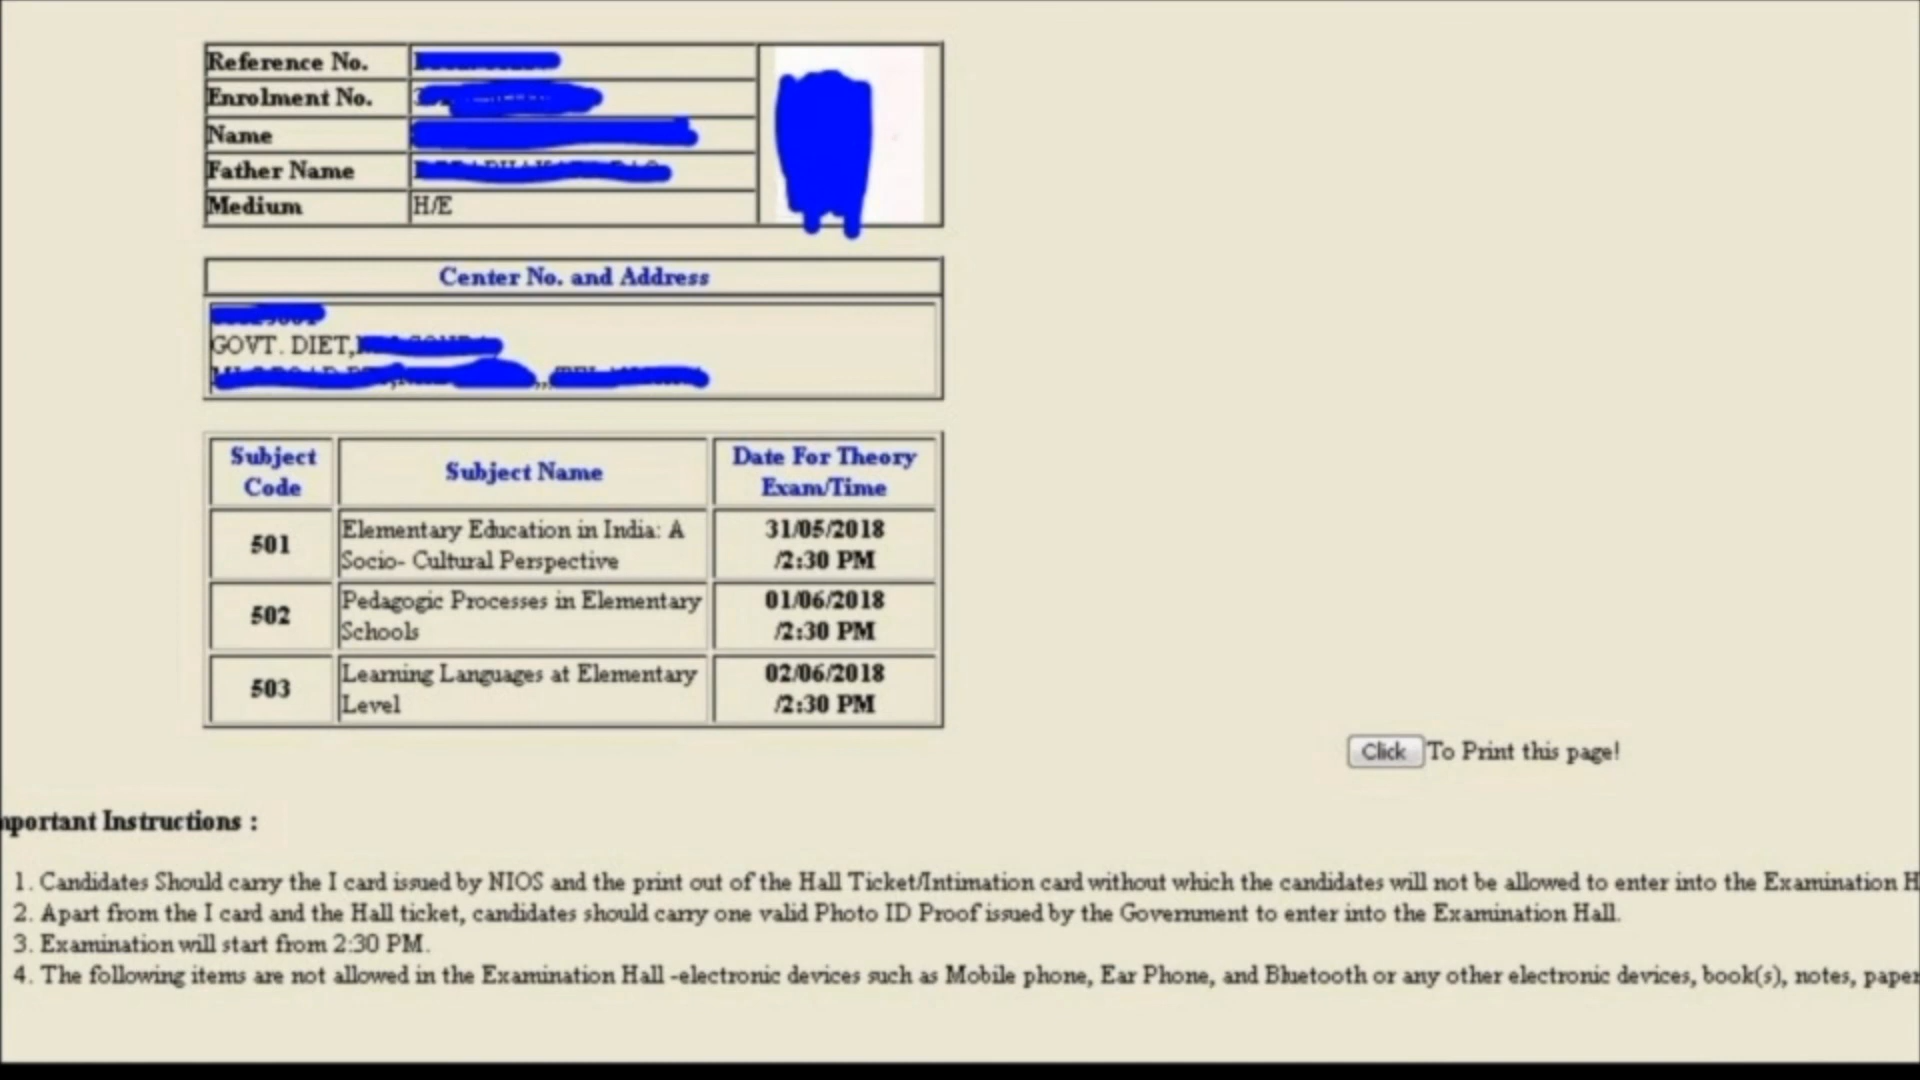 Reference No.
Enrolment No.
Name
Father Name
Medium H/E
Center No. and Address
GOVT. DIET,
Subject Code Subject Name Date For Theory Exam/Time
501 Elementary Education in India: A Socio- Cultural Perspective 31/05/2018 /2:30 PM
502 Pedagogic Processes in Elementary Schools 01/06/2018 /2:30 PM
503 Learning Languages at Elementary Level 02/06/2018 /2:30 PM
Click To Print this page!
mportant Instructions :
1. Candidates Should carry the I card issued by NIOS and the print out of the Hall Ticket/Intimation card without which the candidates will not be allowed to enter into the Examination H
2. Apart from the I card and the Hall ticket, candidates should carry one valid Photo ID Proof issued by the Government to enter into the Examination Hall.
3. Examination will start from 2:30 PM.
4. The following items are not allowed in the Examination Hall -electronic devices such as Mobile phone, Ear Phone, and Bluetooth or any other electronic devices, book(s), notes, paper